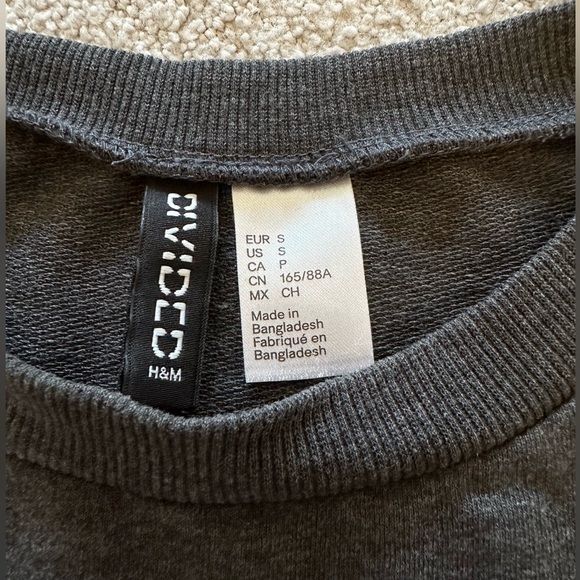 DIVIDED
H&M
EUR S
US S
CA P
CN 165/88A
MX CH
Made in
Bangladesh
Fabriqué en
Bangladesh